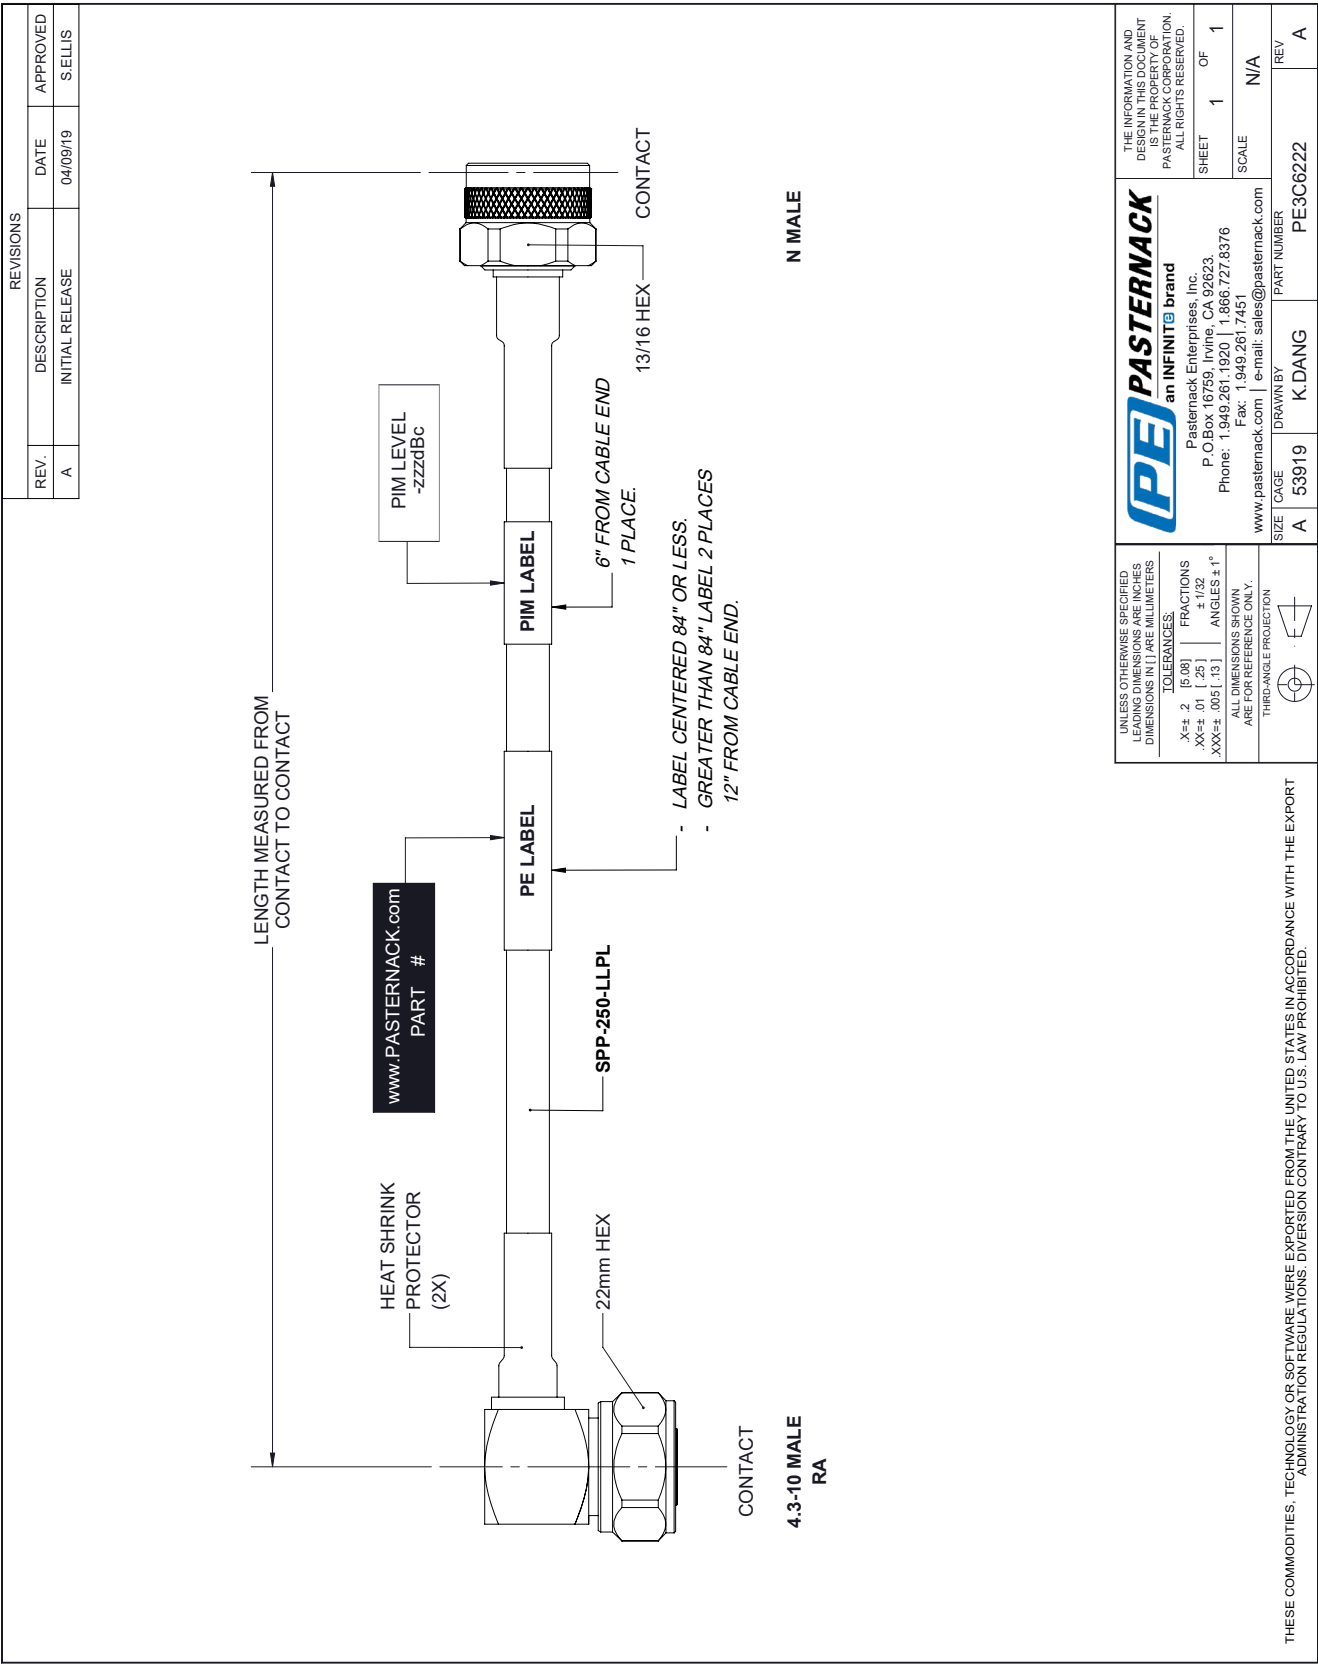 REVISIONS
REV. DESCRIPTION DATE APPROVED
A INITIAL RELEASE 04/09/19 S.ELLIS
LENGTH MEASURED FROM
CONTACT TO CONTACT
HEAT SHRINK
PROTECTOR
(2X)
www.PASTERNACK.com
PART #
PIM LEVEL
-zzzdBc
PE LABEL
PIM LABEL
22mm HEX
SPP-250-LLPL
6" FROM CABLE END
1 PLACE.
13/16 HEX
CONTACT
- LABEL CENTERED 84" OR LESS.
- GREATER THAN 84" LABEL 2 PLACES
12" FROM CABLE END.
CONTACT
4.3-10 MALE
RA
N MALE
THESE COMMODITIES, TECHNOLOGY OR SOFTWARE WERE EXPORTED FROM THE UNITED STATES IN ACCORDANCE WITH THE EXPORT
ADMINISTRATION REGULATIONS. DIVERSION CONTRARY TO U.S. LAW PROHIBITED.
UNLESS OTHERWISE SPECIFIED
LEADING DIMENSIONS ARE INCHES
DIMENSIONS IN [ ] ARE MILLIMETERS
TOLERANCES:
.X=± .2 [5.08] FRACTIONS
.XX=± .01 [ .25 ] ± 1/32
.XXX=± .005 [ .13 ] ANGLES ± 1°
ALL DIMENSIONS SHOWN
ARE FOR REFERENCE ONLY.
THIRD-ANGLE PROJECTION
PE PASTERNACK
an INFINITe brand
Pasternack Enterprises, Inc.
P.O.Box 16759, Irvine, CA 92623.
Phone: 1.949.261.1920 | 1.866.727.8376
Fax: 1.949.261.7451
www.pasternack.com | e-mail: sales@pasternack.com
THE INFORMATION AND
DESIGN IN THIS DOCUMENT
IS THE PROPERTY OF
PASTERNACK CORPORATION.
ALL RIGHTS RESERVED.
SHEET 1 OF 1
SCALE N/A
SIZE A
CAGE 53919
DRAWN BY K.DANG
PART NUMBER PE3C6222
REV A